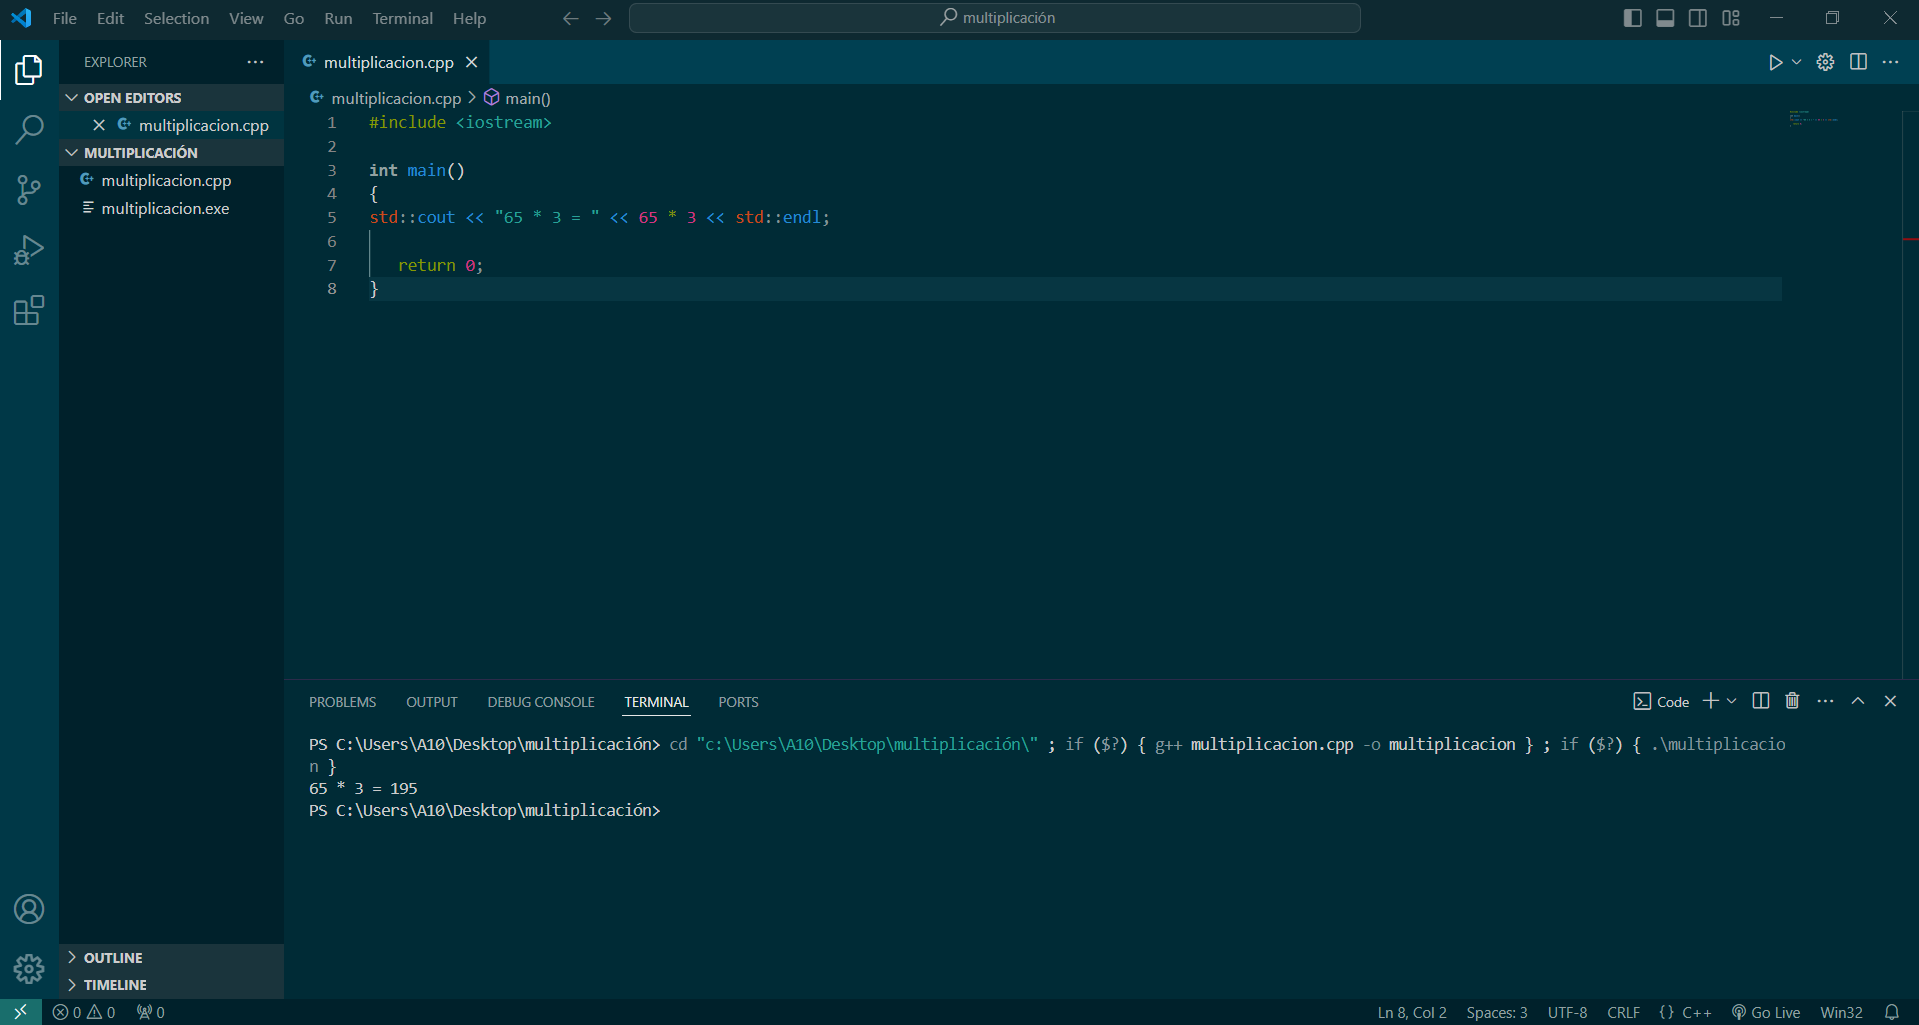 File Edit Selection View Go Run Terminal Help multiplicación
EXPLORER
OPEN EDITORS
multiplicacion.cpp
MULTIPLICACIÓN
multiplicacion.cpp
multiplicacion.exe
OUTLINE
TIMELINE
multiplicacion.cpp
multiplicacion.cpp > main()
1 #include <iostream>
2
3 int main()
4 {
5 std::cout << "65 * 3 = " << 65 * 3 << std::endl;
6
7 return 0;
8 }
PROBLEMS OUTPUT DEBUG CONSOLE TERMINAL PORTS Code
PS C:\Users\A10\Desktop\multiplicación> cd "c:\Users\A10\Desktop\multiplicación\" ; if ($?) { g++ multiplicacion.cpp -o multiplicacion } ; if ($?) { .\multiplicacio
n }
65 * 3 = 195
PS C:\Users\A10\Desktop\multiplicación>
0 0 0 Ln 8, Col 2 Spaces: 3 UTF-8 CRLF {} C++ Go Live Win32